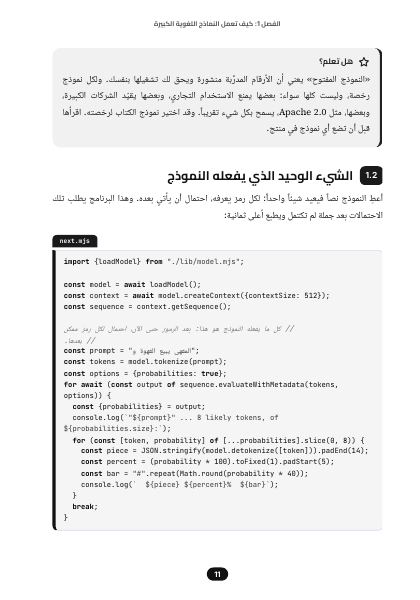 الفصل 1: كيف تعمل النماذج اللغوية الكبيرة
هل تعلم؟
«النموذج المفتوح» يعني أن الأرقام المدرَّبة منشورة ويحق لك تشغيلها بنفسك. ولكل نموذج
رخصة، وليست كلها سواء: بعضها يمنع الاستخدام التجاري، وبعضها يقيّد الشركات الكبيرة،
وبعضها، مثل Apache 2.0، يسمح بكل شيء تقريباً. وقد اختير نموذج الكتاب لرخصته. اقرأها
قبل أن تضع أي نموذج في منتج.
1.2 الشيء الوحيد الذي يفعله النموذج
أعطِ النموذج نصاً فيعيد شيئاً واحداً: لكل رمز يعرفه، احتمال أن يأتي بعده. وهذا البرنامج يطلب تلك
الاحتمالات بعد جملة لم تكتمل ويطبع أعلى ثمانية:
next.mjs
import {loadModel} from "./lib/model.mjs";
const model = await loadModel();
const context = await model.createContext({contextSize: 512});
const sequence = context.getSequence();
// كل ما يفعله النموذج هو هذا: بعد الرموز حتى الآن، احتمال لكل رمز ممكن
// بعدها.
const prompt = "المقهى يبيع القهوة و";
const tokens = model.tokenize(prompt);
const options = {probabilities: true};
for await (const output of sequence.evaluateWithMetadata(tokens,
options)) {
const {probabilities} = output;
console.log(`"${prompt}" ... 8 likely tokens, of
${probabilities.size}:`);
for (const [token, probability] of [...probabilities].slice(0, 8)) {
const piece = JSON.stringify(model.detokenize([token])).padEnd(14);
const percent = (probability * 100).toFixed(1).padStart(5);
const bar = "#".repeat(Math.round(probability * 40));
console.log(`  ${piece} ${percent}%  ${bar}`);
}
break;
}
11